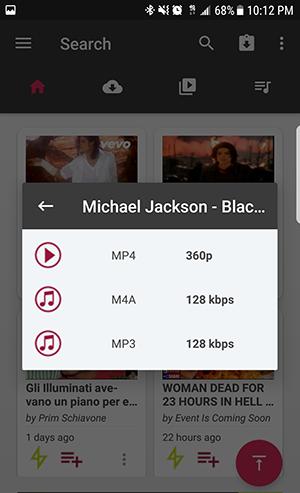 68% 10:12 PM
Search
vevo
Michael Jackson - Blac...
MP4 360p
M4A 128 kbps
MP3 128 kbps
Gli Illuminati ave-
vano un piano per e...
by Prim Schiavone
1 days ago
WOMAN DEAD FOR
23 HOURS IN HELL ...
by Event Is Coming Soon
22 hours ago